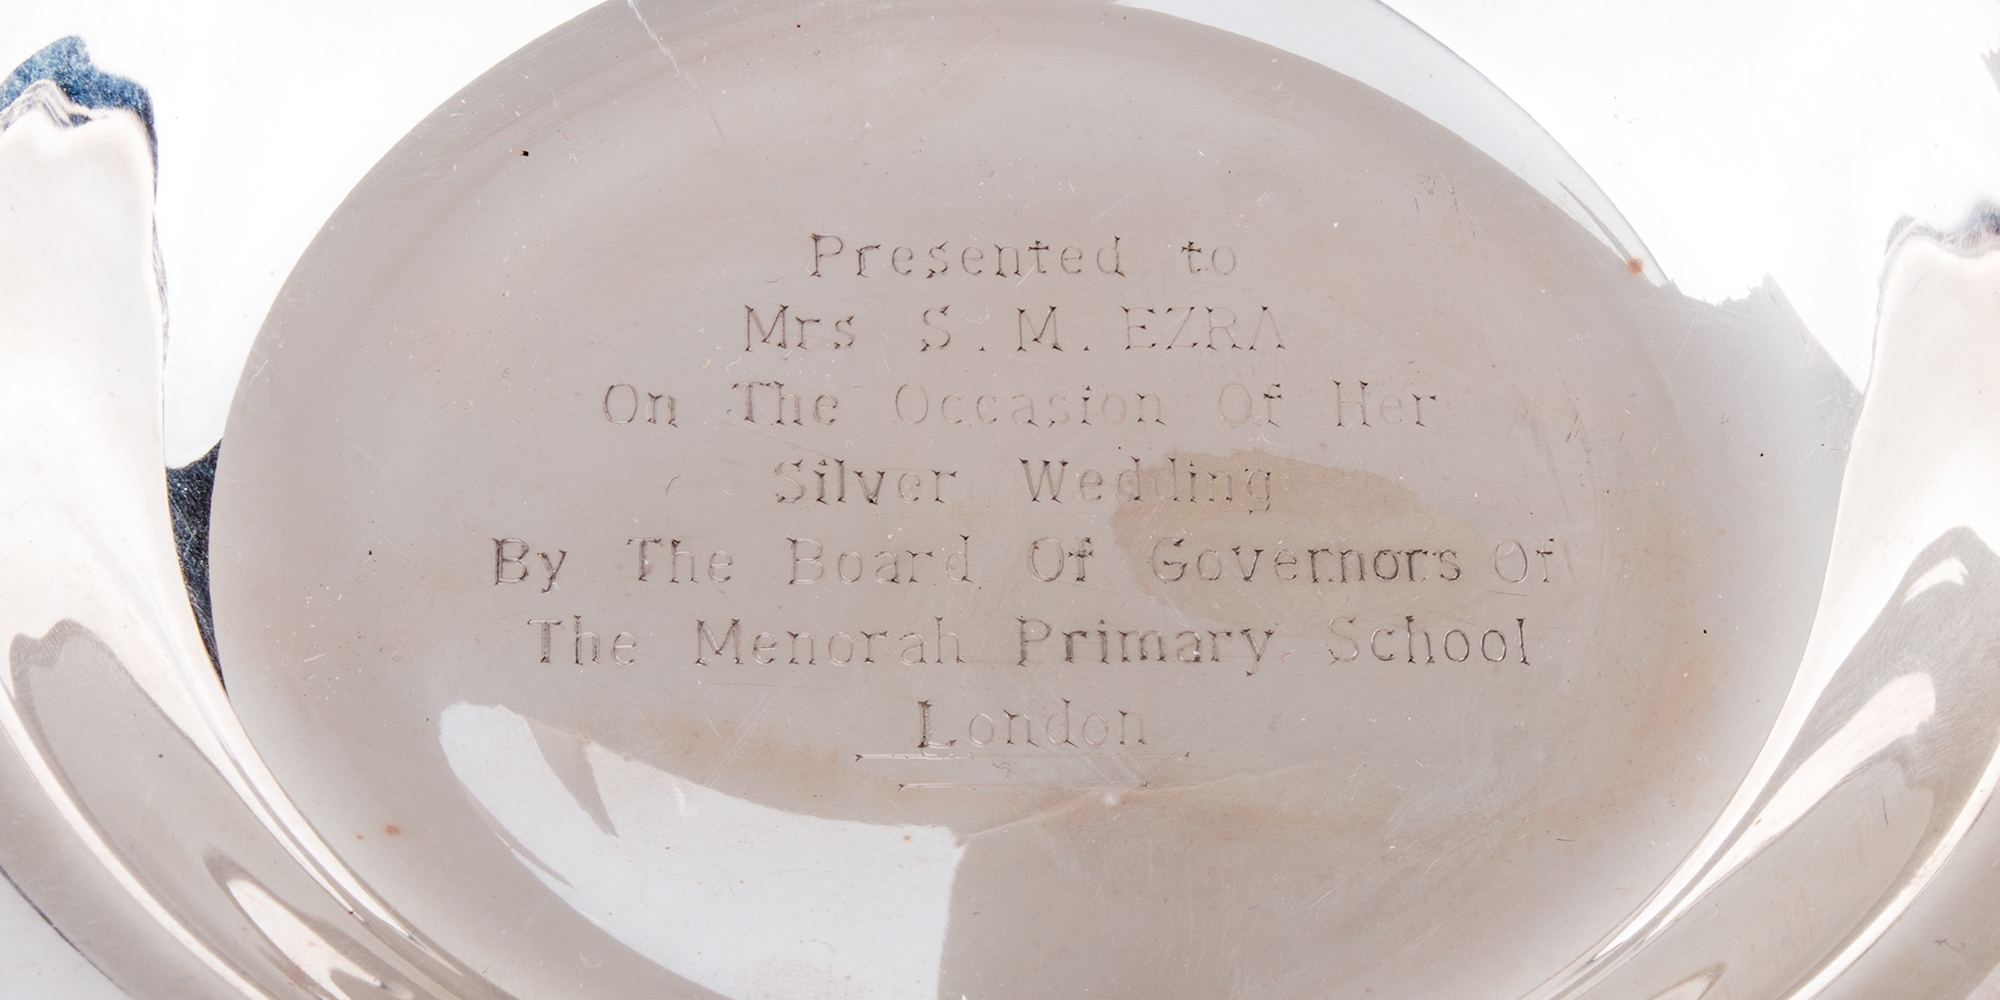 Presented to
Mrs S. M. EZRA
On The Occasion Of Her
Silver Wedding
By The Board Of Governors Of
The Menorah Primary School
London